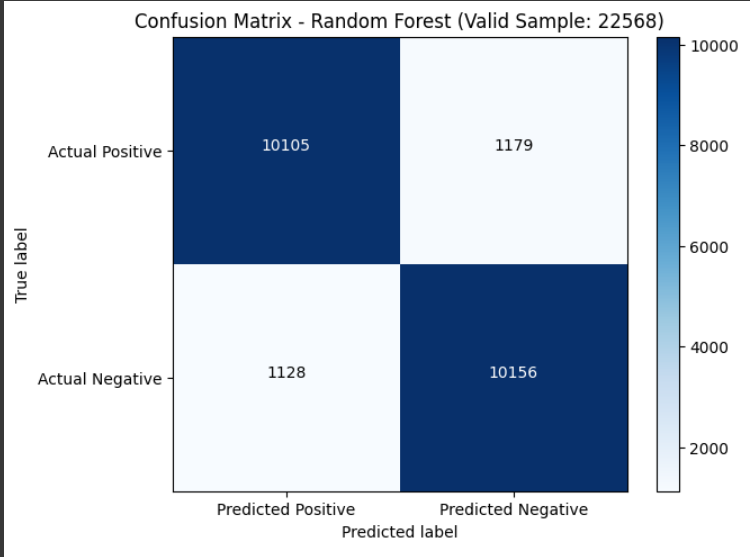 Confusion Matrix - Random Forest (Valid Sample: 22568)
10000
8000
6000
4000
2000
True label
Actual Positive
10105
1179
Actual Negative
1128
10156
Predicted Positive
Predicted Negative
Predicted label